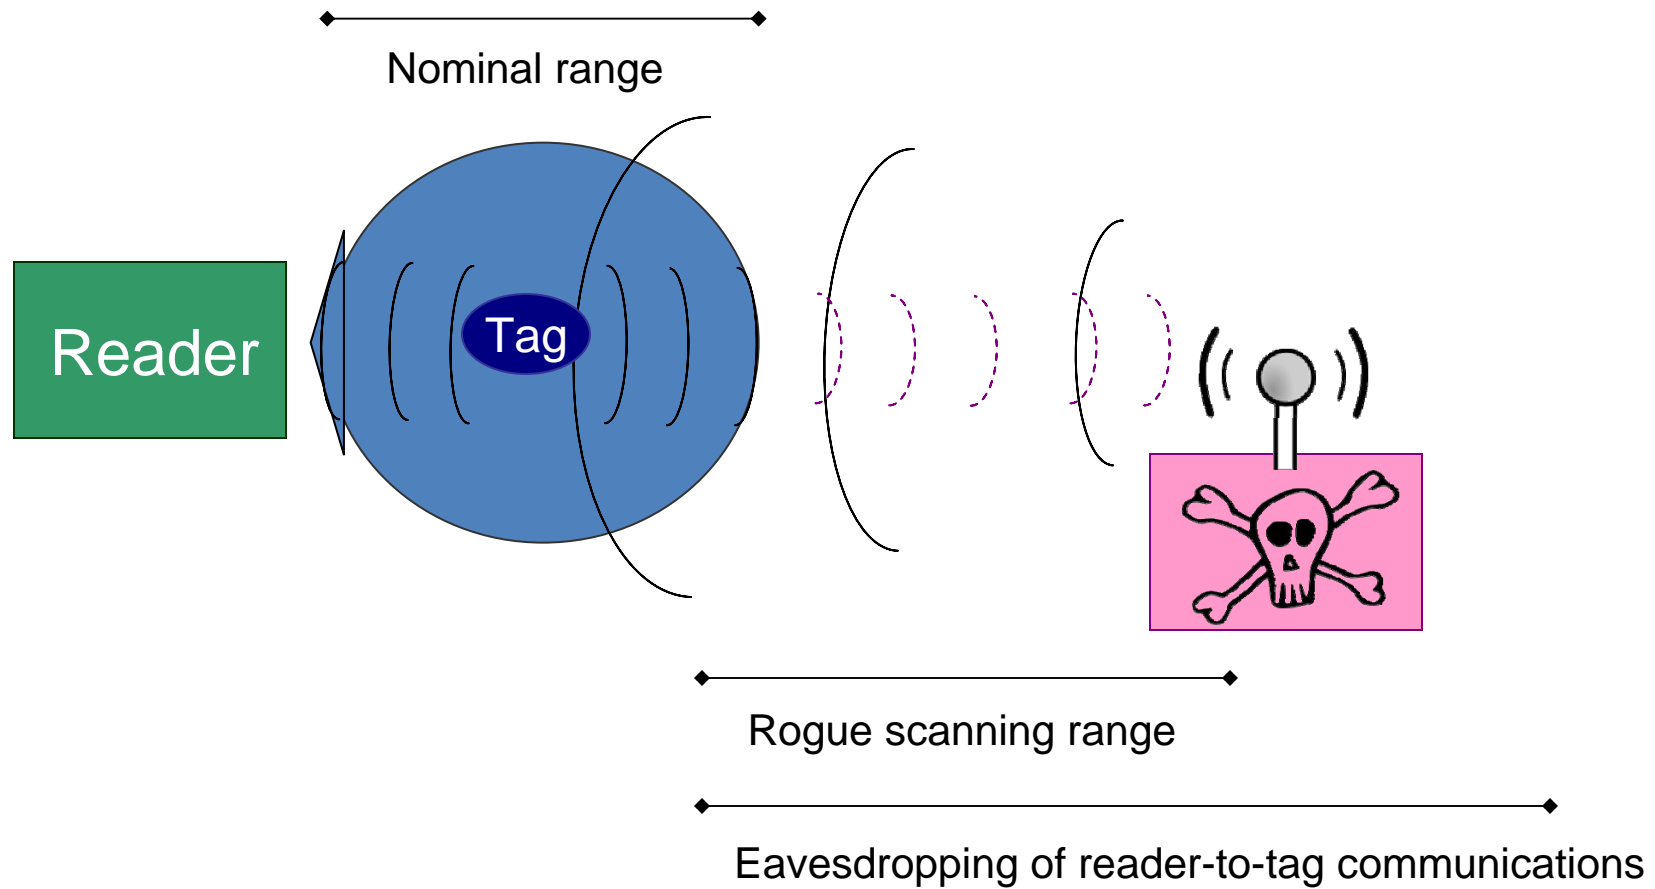 Nominal range
Reader
Tag
Rogue scanning range
Eavesdropping of reader-to-tag communications